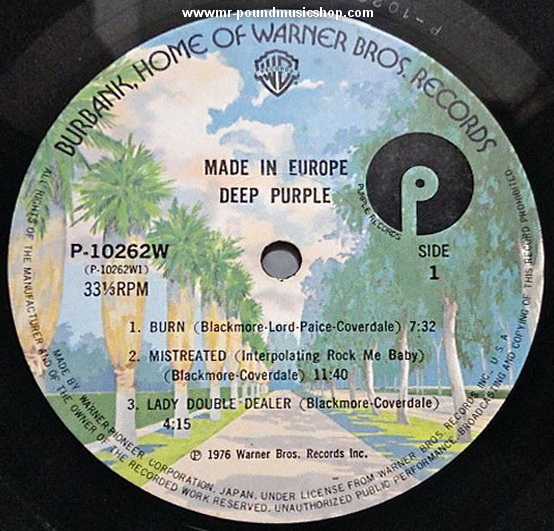 www.mr-poundmusicshop.com
P-102
BURBANK, HOME OF WARNER BROS. RECORDS
WB
MADE IN EUROPE
DEEP PURPLE
P
PURPLE RECORDS
P-10262W
(P-10262W1)
33⅓RPM
SIDE
1
1. BURN (Blackmore-Lord-Paice-Coverdale) 7:32
2. MISTREATED (Interpolating Rock Me Baby)
(Blackmore-Coverdale) 11:40
3. LADY DOUBLE-DEALER (Blackmore-Coverdale)
4:15
℗ 1976 Warner Bros. Records Inc.
MADE BY WARNER-PIONEER CORPORATION, JAPAN, UNDER LICENSE FROM WARNER BROS. RECORDS INC., U.S.A.
ALL RIGHTS OF THE MANUFACTURER AND OF THE OWNER OF THE RECORDED WORK RESERVED. UNAUTHORIZED PUBLIC PERFORMANCE, BROADCASTING AND COPYING OF THIS RECORD PROHIBITED.